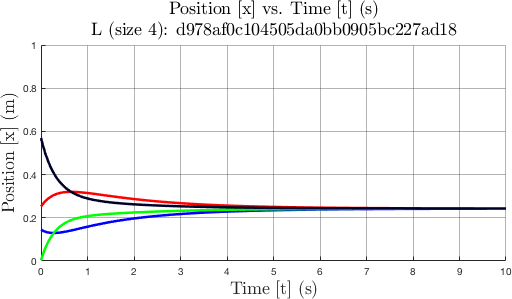 Position [x] vs. Time [t] (s)
L (size 4): d978af0c104505da0bb0905bc227ad18
Position [x] (m)
1
0.8
0.6
0.4
0.2
0
0 1 2 3 4 5 6 7 8 9 10
Time [t] (s)